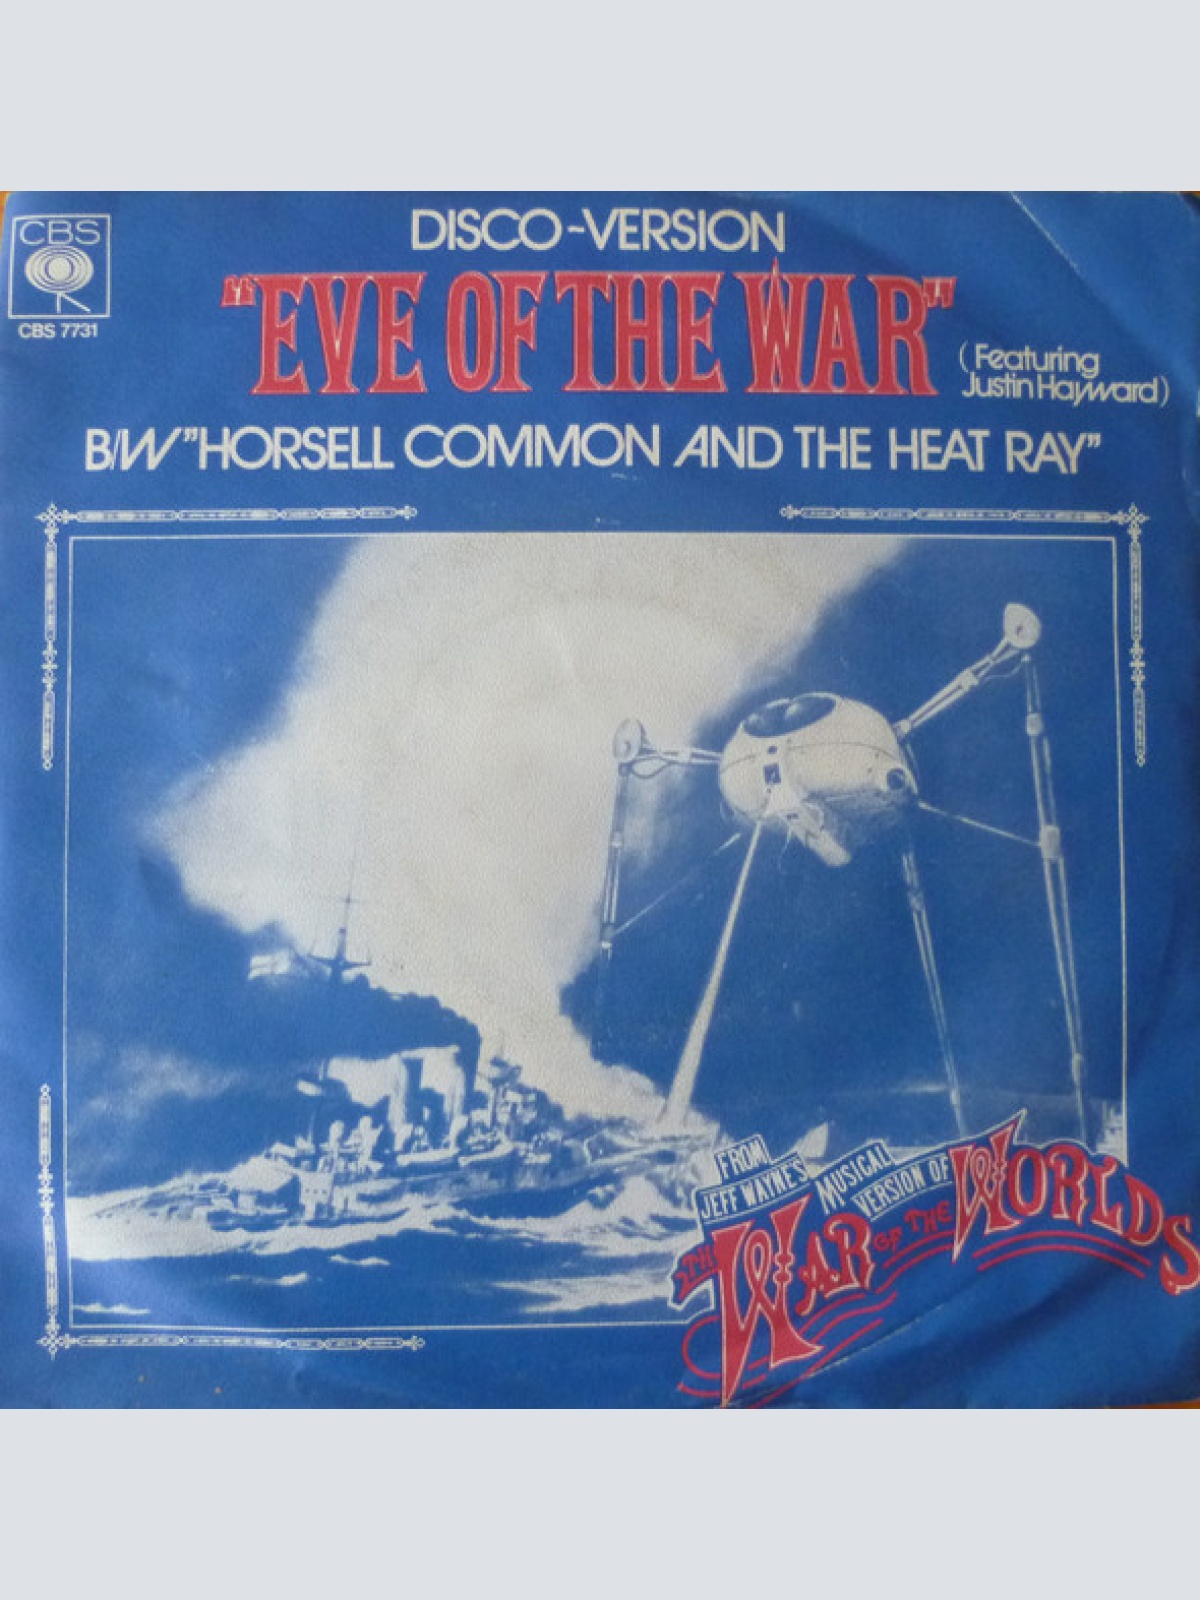 CBS
CBS 7731
DISCO-VERSION
"EVE OF THE WAR"
(Featuring
Justin Hayward)
B/W "HORSELL COMMON AND THE HEAT RAY"
FROM
JEFF WAYNE'S
MUSICAL
VERSION OF
THE WAR OF THE WORLDS